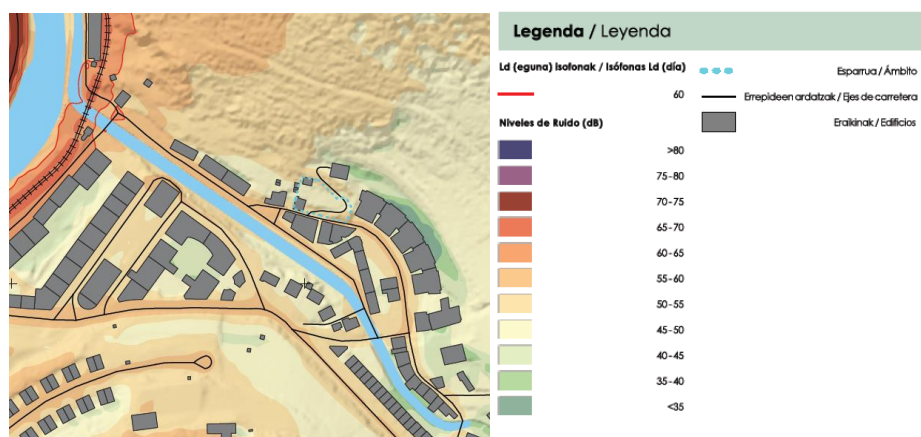 Legenda / Leyenda
Ld (eguna) Isofonak / Isófonas Ld (día)
60
Niveles de Ruido (dB)
>80
75-80
70-75
65-70
60-65
55-60
50-55
45-50
40-45
35-40
<35
Esparrua / Ámbito
Errepideen ardatzak / Ejes de carretera
Eraikinak / Edificios